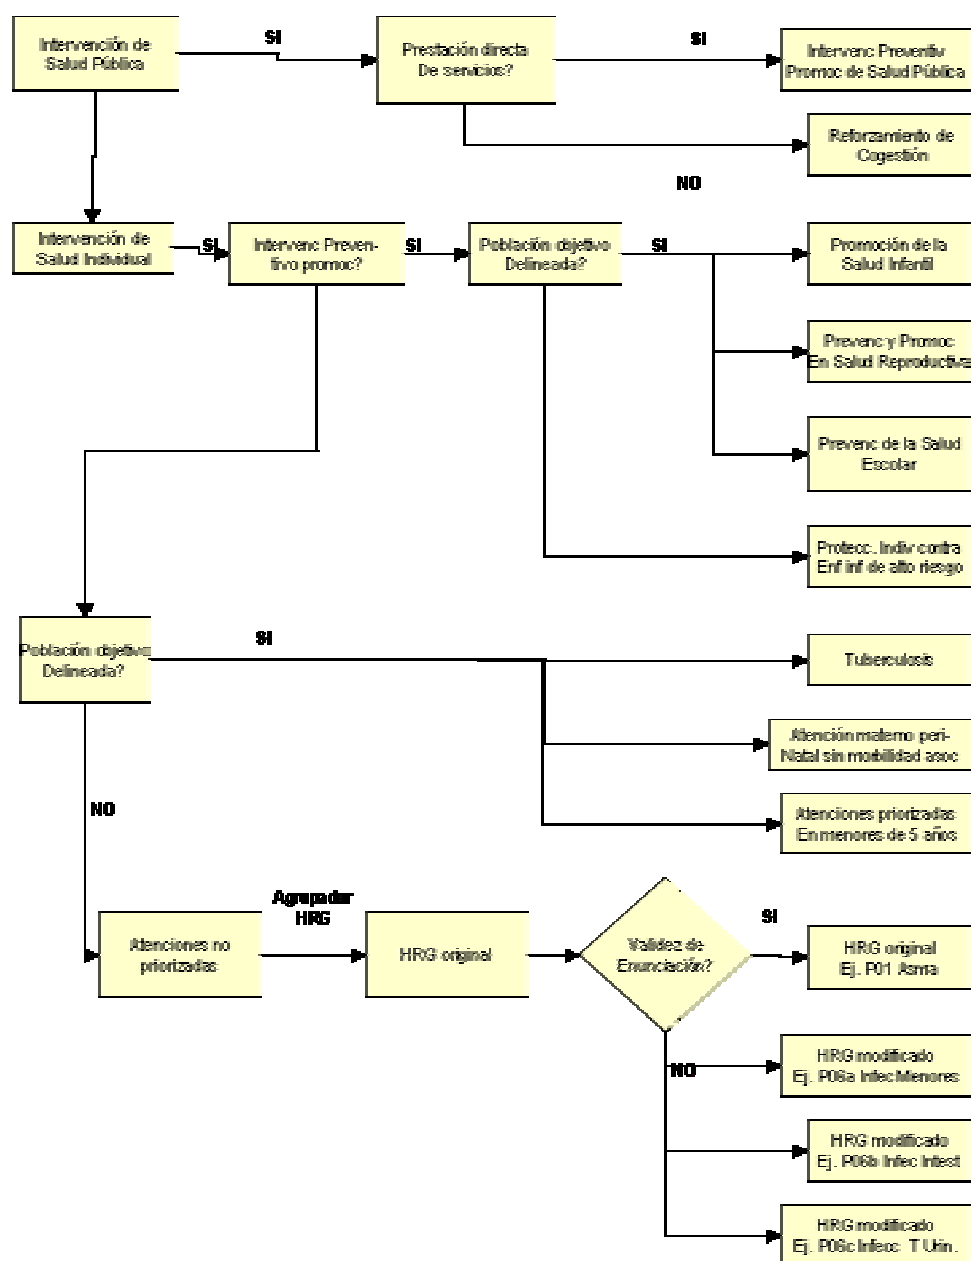 Intervención de
Salud Pública
SI
Prestación directa
De servicios?
SI
Intervenc Preventiv
Promoc de Salud Pública
Reforzamiento de
Cogestión
NO
Intervención de
Salud Individual
SI
Intervenc Preven-
tivo promoc?
SI
Población objetivo
Delineada?
SI
Promoción de la
Salud Infantil
Prevenc y Promoc
En Salud Reproductiva
Prevenc de la Salud
Escolar
Protecc. Indiv contra
Enf inf de alto riesgo
Población objetivo
Delineada?
SI
Tuberculosis
Atención materno peri-
Natal sin morbilidad asoc
Atenciones priorizadas
En menores de 5 años
NO
Atenciones no
priorizadas
Agrupador
HRG
HRG original
Validez de
Enunciación?
SI
HRG original
Ej. P01 Asma
NO
HRG modificado
Ej. P06a Infec Menores
HRG modificado
Ej. P06b Infec Intest
HRG modificado
Ej. P06c Infecc T Urin.